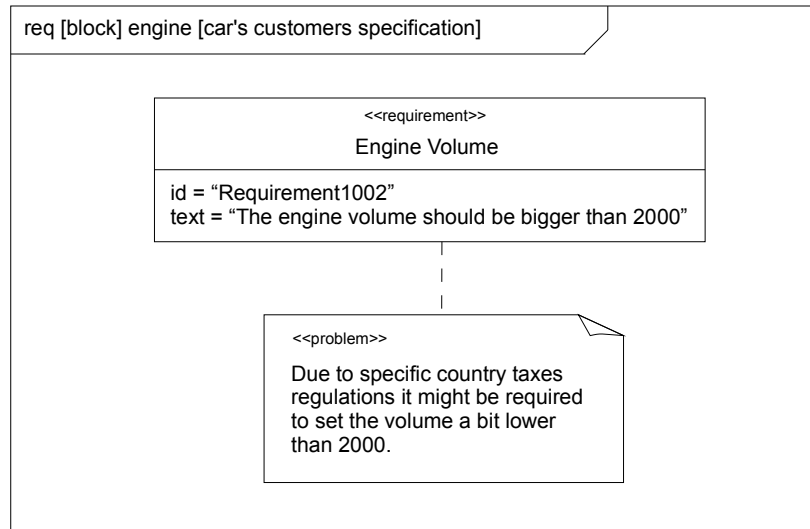 req [block] engine [car's customers specification]
<<requirement>>
Engine Volume
id = “Requirement1002”
text = “The engine volume should be bigger than 2000”
<<problem>>
Due to specific country taxes
regulations it might be required
to set the volume a bit lower
than 2000.